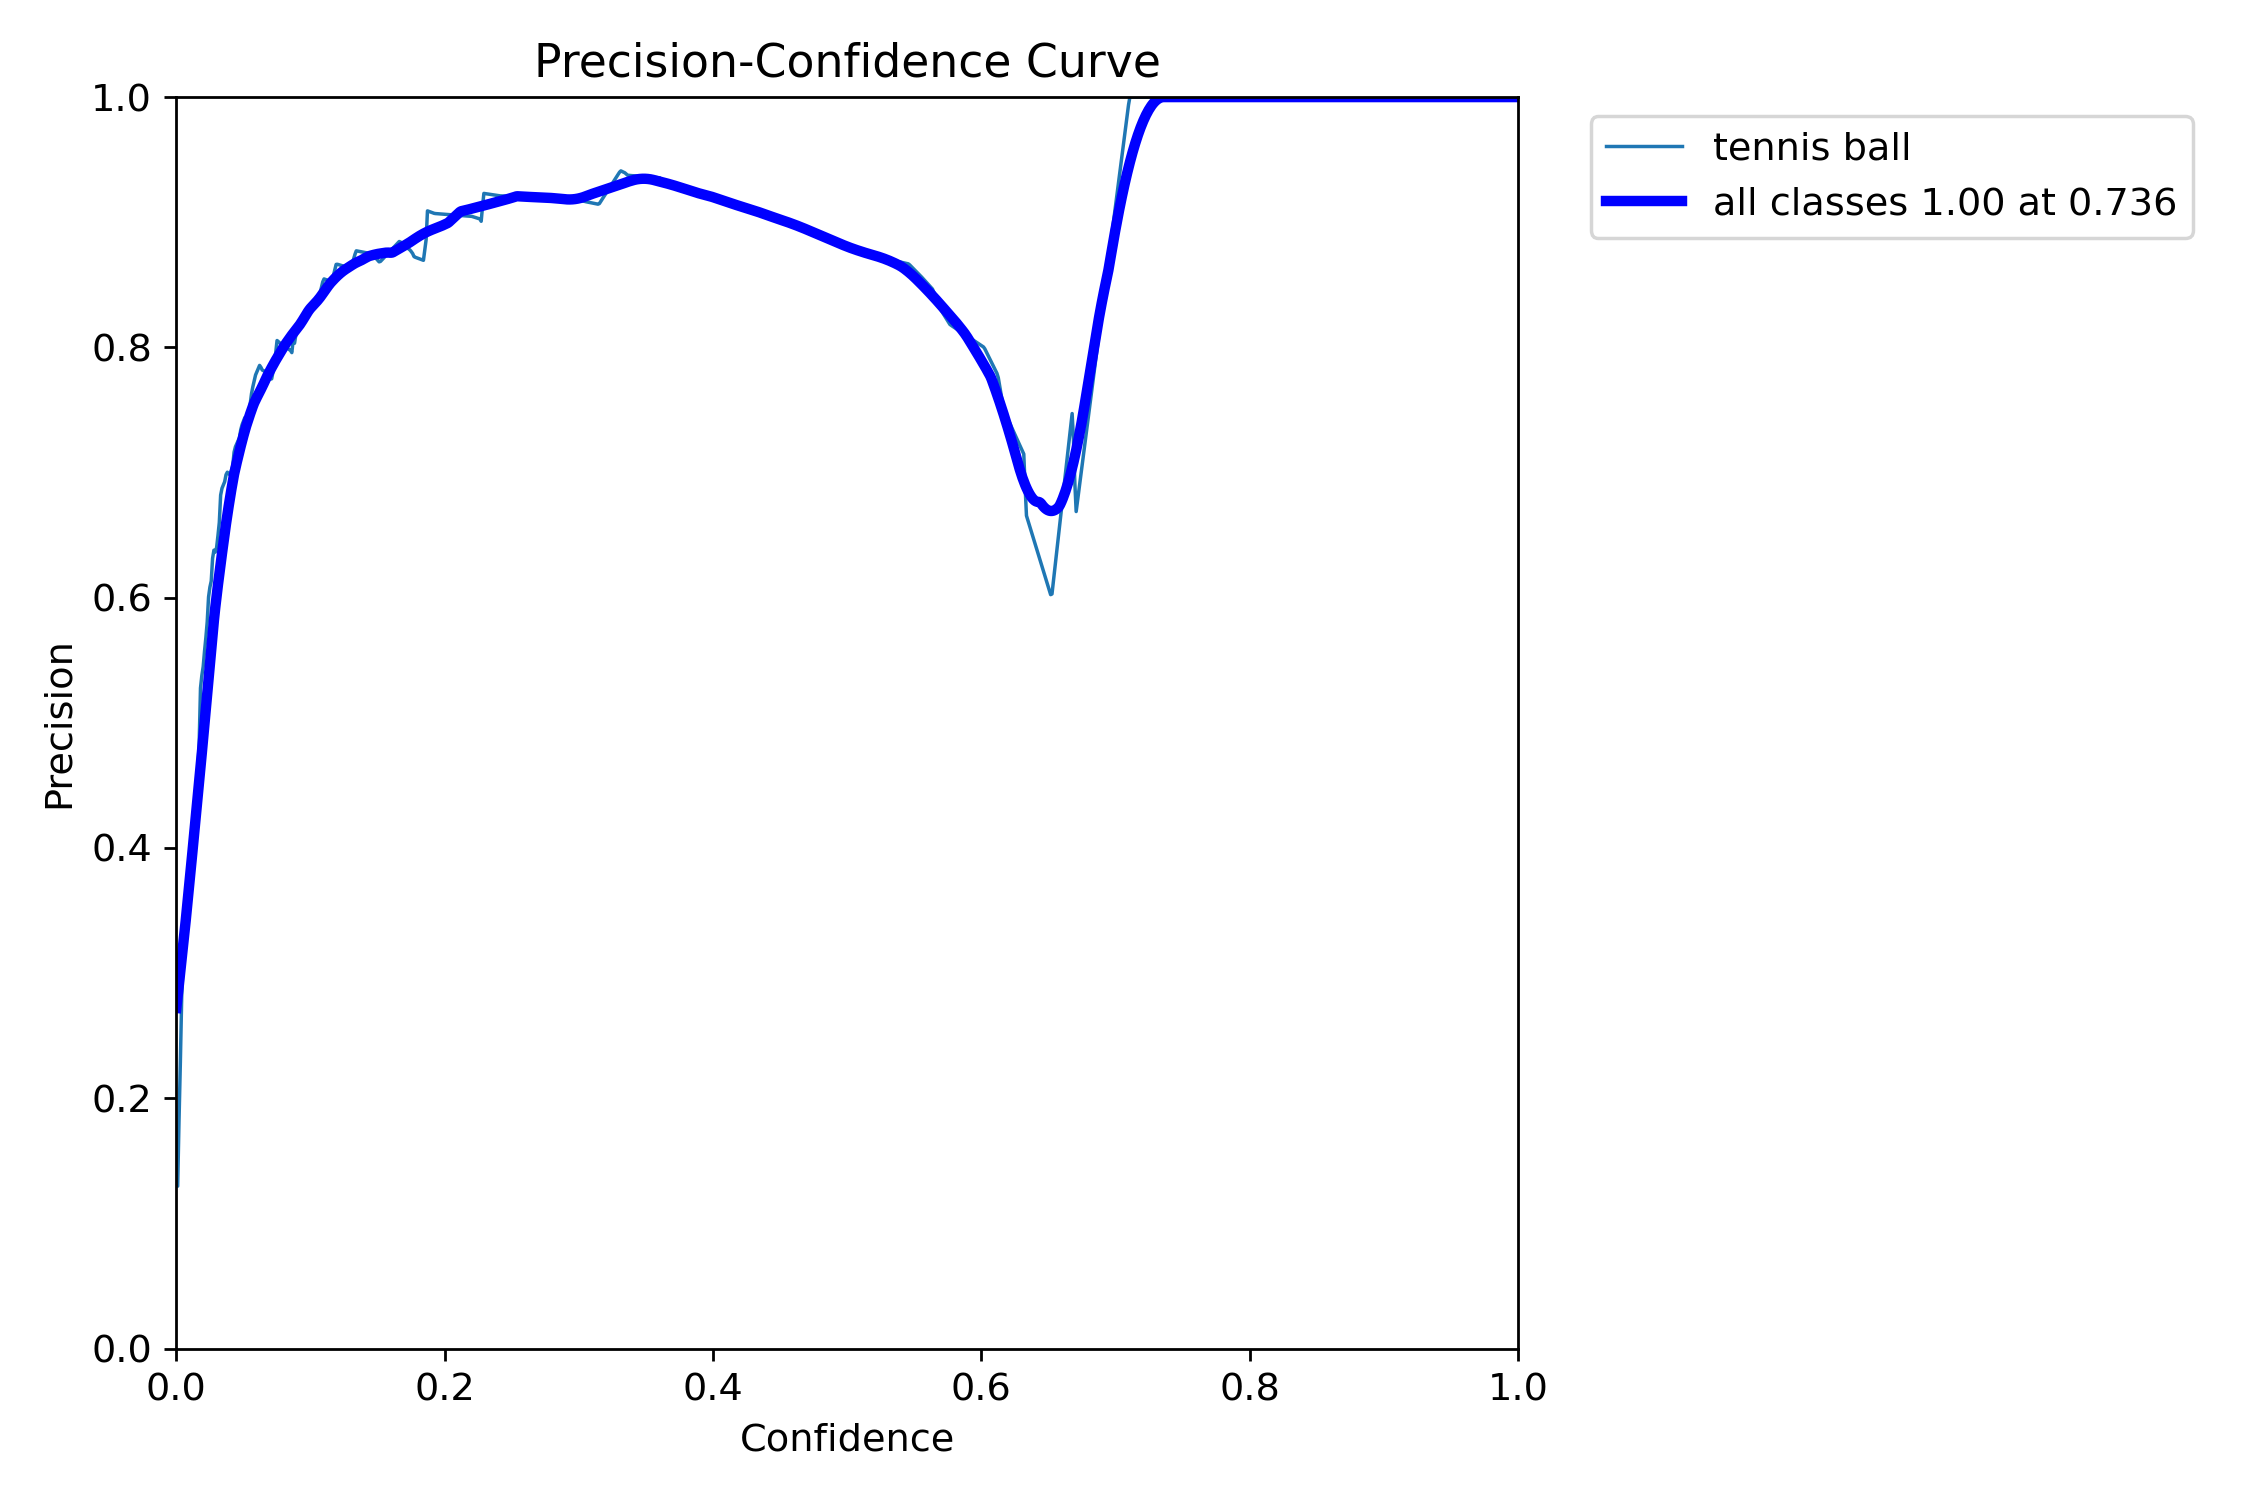 Precision-Confidence Curve
1.0
0.8
0.6
0.4
0.2
0.0
Precision
0.0 0.2 0.4 0.6 0.8 1.0
Confidence
tennis ball
all classes 1.00 at 0.736